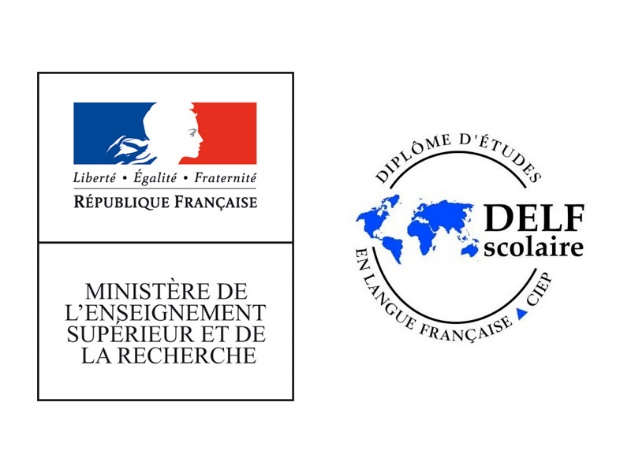 Liberté • Égalité • Fraternité
RÉPUBLIQUE FRANÇAISE
MINISTÈRE DE
L'ENSEIGNEMENT
SUPÉRIEUR ET DE
LA RECHERCHE
DIPLÔME D'ÉTUDES
DELF
scolaire
EN LANGUE FRANÇAISE ▲ CIEP